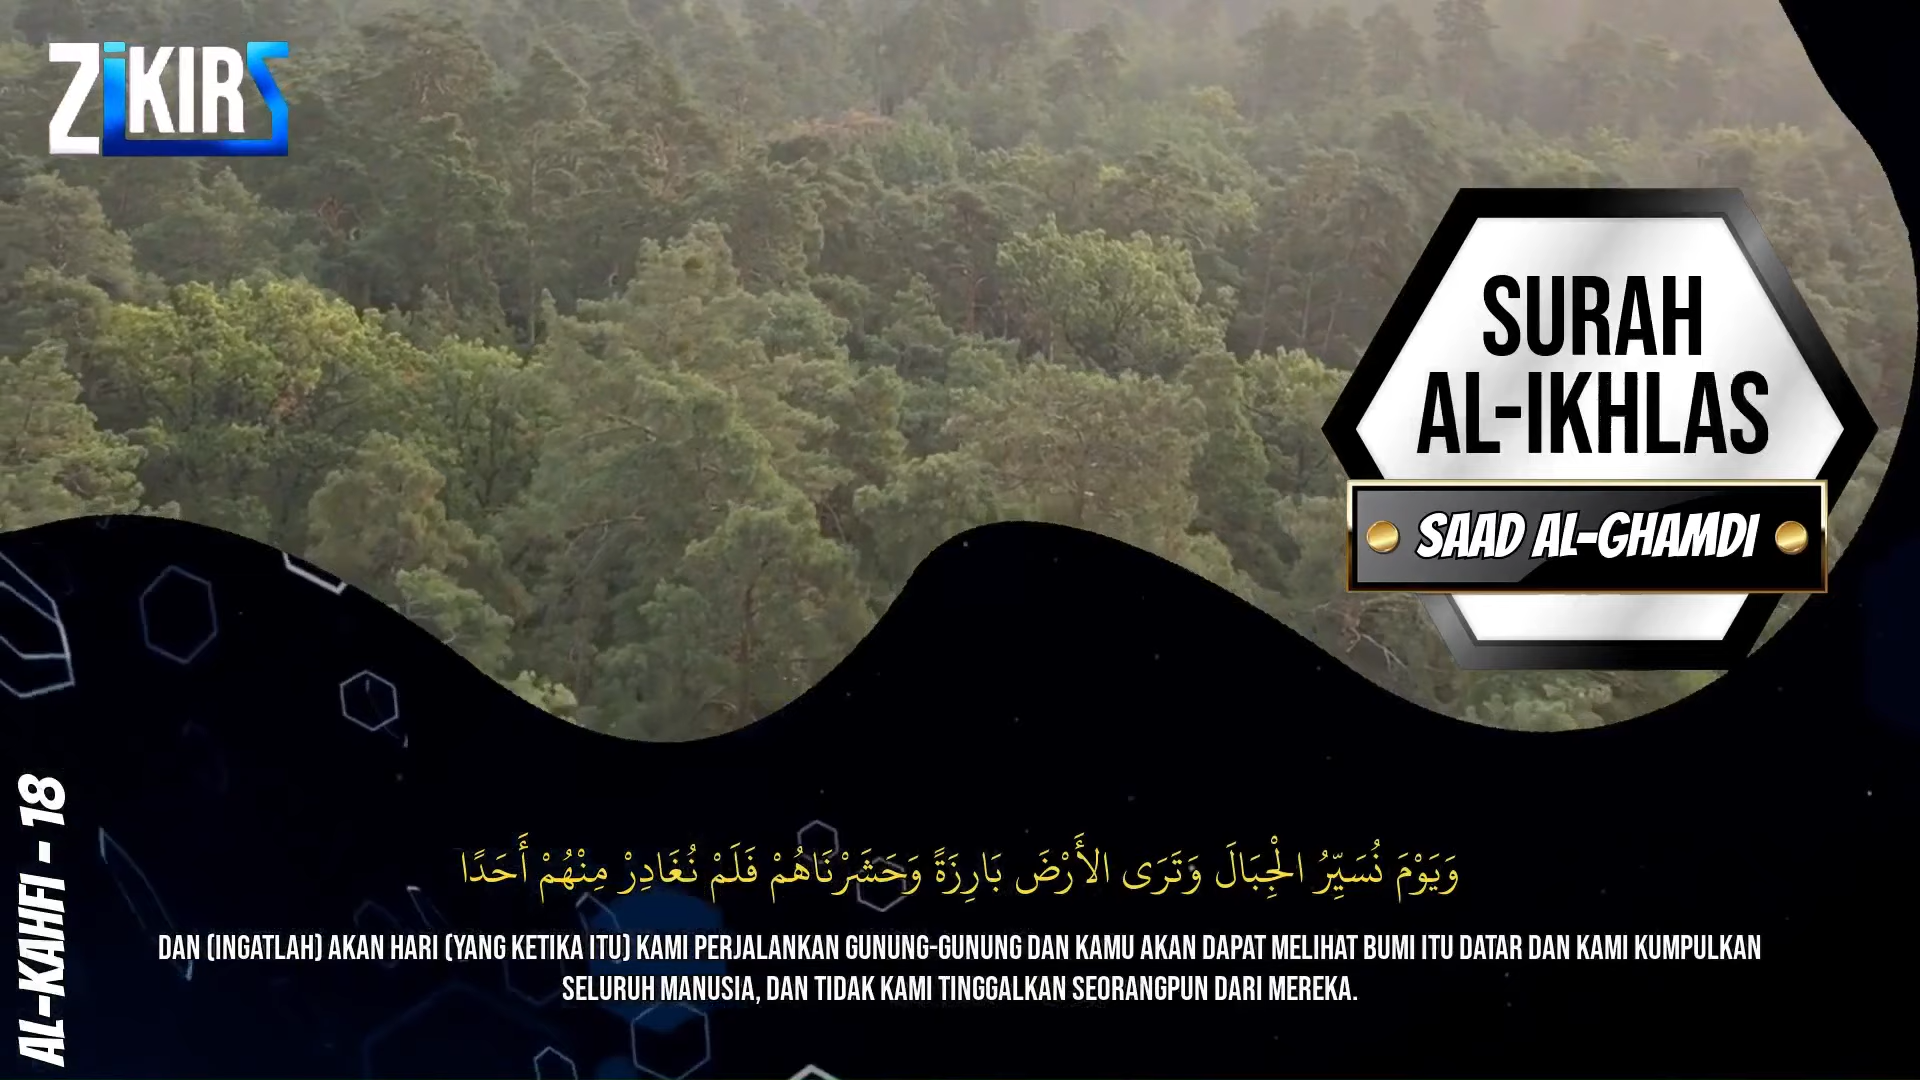 ZiKIRS
SURAH
AL-IKHLAS
SAAD AL-GHAMDI
AL-KAHFI - 18
وَيَوْمَ نُسَيِّرُ الْجِبَالَ وَتَرَى الأَرْضَ بَارِزَةً وَحَشَرْنَاهُمْ فَلَمْ نُغَادِرْ مِنْهُمْ أَحَدًا
DAN (INGATLAH) AKAN HARI (YANG KETIKA ITU) KAMI PERJALANKAN GUNUNG-GUNUNG DAN KAMU AKAN DAPAT MELIHAT BUMI ITU DATAR DAN KAMI KUMPULKAN
SELURUH MANUSIA, DAN TIDAK KAMI TINGGALKAN SEORANGPUN DARI MEREKA.